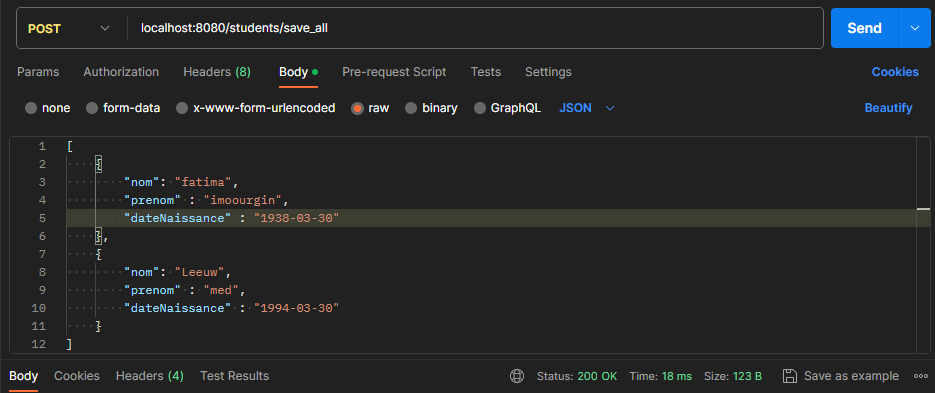 POST localhost:8080/students/save_all Send
Params Authorization Headers (8) Body Pre-request Script Tests Settings Cookies
none form-data x-www-form-urlencoded raw binary GraphQL JSON Beautify
1 [
2 {
3 "nom": "fatima",
4 "prenom" : "imoourgin",
5 "dateNaissance" : "1938-03-30"
6 },
7 {
8 "nom": "Leeuw",
9 "prenom" : "med",
10 "dateNaissance" : "1994-03-30"
11 }
12 ]
Body Cookies Headers (4) Test Results Status: 200 OK Time: 18 ms Size: 123 B Save as example